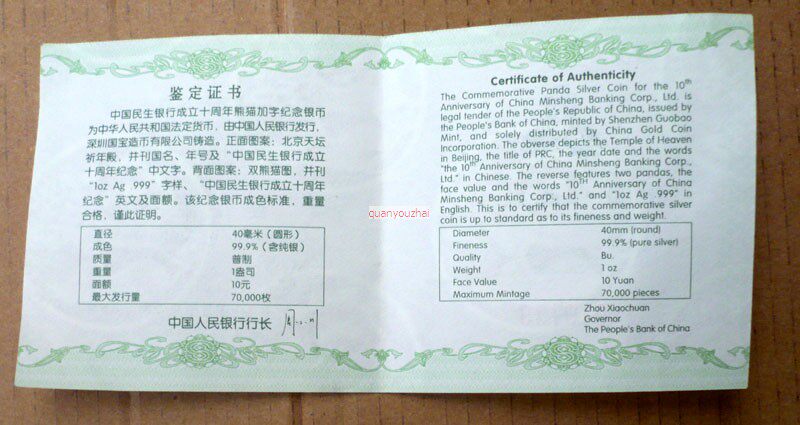 鉴定证书
中国民生银行成立十周年熊猫加字纪念银币
为中华人民共和国法定货币，由中国人民银行发行，
深圳国宝造币有限公司铸造。正面图案：北京天坛
祈年殿，并刊国名、年号及“中国民生银行成立
十周年纪念”中文字。背面图案：双熊猫图，并刊
“1oz Ag .999”字样、“中国民生银行成立十周年
纪念”英文及面额。该纪念银币成色标准，重量
合格，谨此证明。
直径 40毫米（圆形）
成色 99.9%（含纯银）
质量 普制
重量 1盎司
面额 10元
最大发行量 70,000枚
中国人民银行行长
Certificate of Authenticity
The Commemorative Panda Silver Coin for the 10th
Anniversary of China Minsheng Banking Corp., Ltd. is
legal tender of the People's Republic of China, issued by
the People's Bank of China, minted by Shenzhen Guobao
Mint, and solely distributed by China Gold Coin
Incorporation. The obverse depicts the Temple of Heaven
in Beijing, the title of PRC, the year date and the words
"the 10th Anniversary of China Minsheng Banking Corp.,
Ltd." in Chinese. The reverse features two pandas, the
face value and the words "10TH Anniversary of China
Minsheng Banking Corp., Ltd." and "1oz Ag .999" in
English. This is to certify that the commemorative silver
coin is up to standard as to its fineness and weight.
Diameter 40mm (round)
Fineness 99.9% (pure silver)
Quality Bu.
Weight 1 oz
Face Value 10 Yuan
Maximum Mintage 70,000 pieces
Zhou Xiaochuan
Governor
The People's Bank of China
quanyouzhai